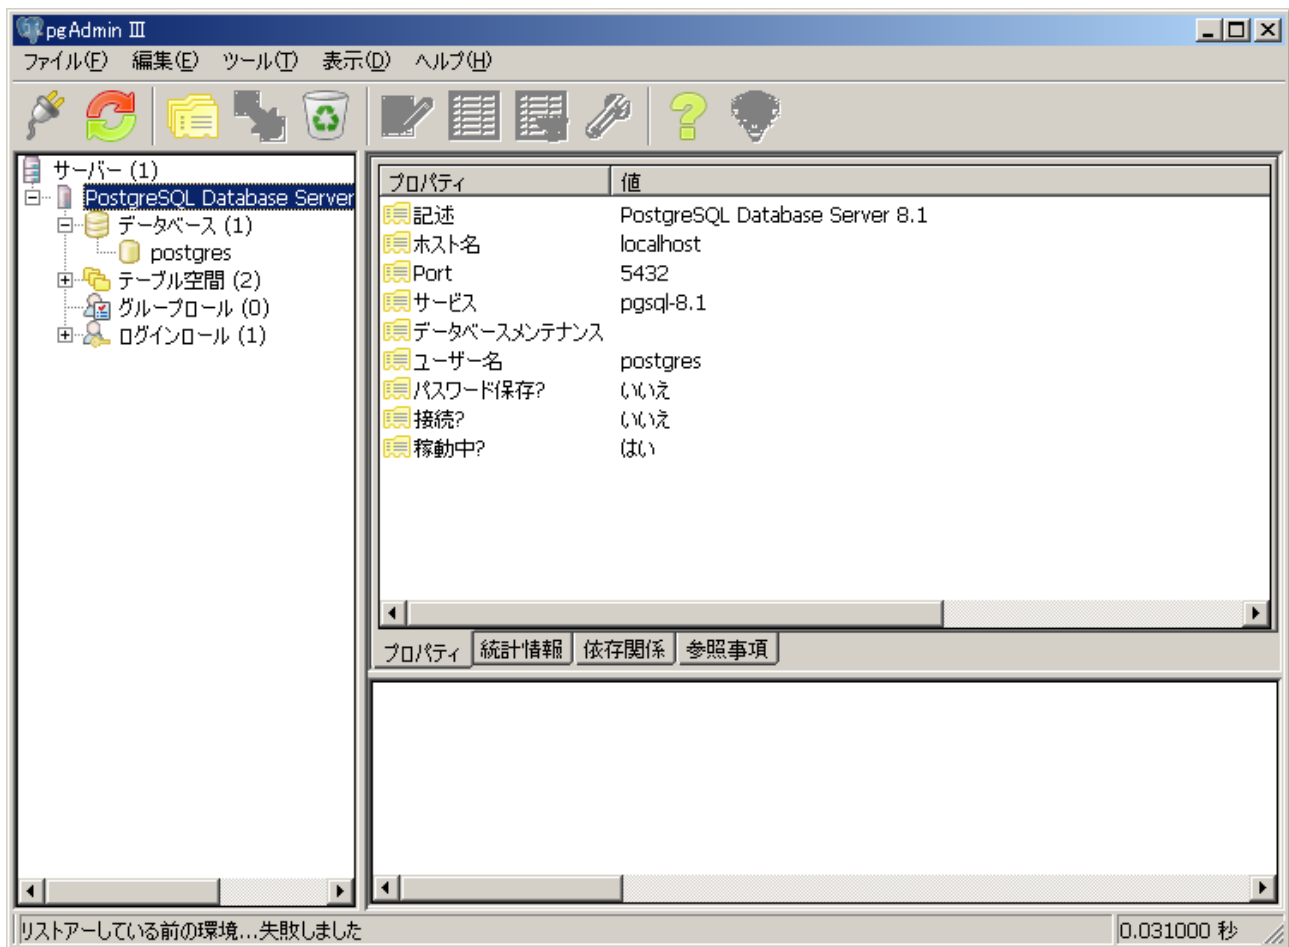 pgAdmin III
ファイル(F) 編集(E) ツール(T) 表示(D) ヘルプ(H)
サーバー (1)
PostgreSQL Database Server
データベース (1)
postgres
テーブル空間 (2)
グループロール (0)
ログインロール (1)
プロパティ 値
記述 PostgreSQL Database Server 8.1
ホスト名 localhost
Port 5432
サービス pgsql-8.1
データベースメンテナンス
ユーザー名 postgres
パスワード保存? いいえ
接続? いいえ
稼動中? はい
プロパティ 統計情報 依存関係 参照事項
リストアーしている前の環境...失敗しました 0.031000 秒